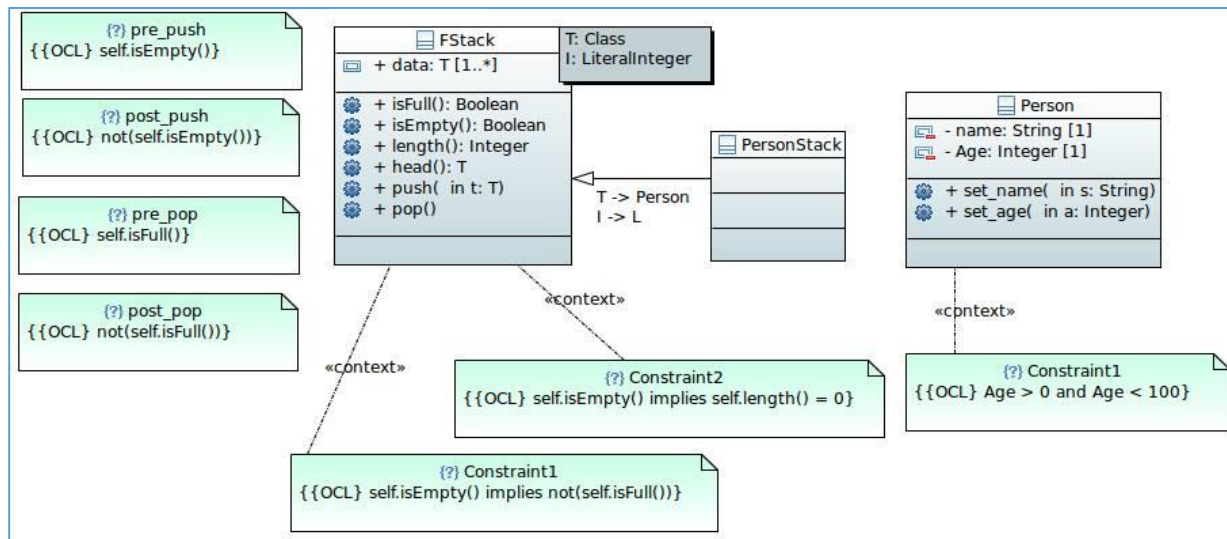 {?} pre_push
{{OCL} self.isEmpty()}
{?} post_push
{{OCL} not(self.isEmpty())}
{?} pre_pop
{{OCL} self.isFull()}
{?} post_pop
{{OCL} not(self.isFull())}
FStack
T: Class
I: LiteralInteger
+ data: T [1..*]
+ isFull(): Boolean
+ isEmpty(): Boolean
+ length(): Integer
+ head(): T
+ push(  in t: T)
+ pop()
PersonStack
T -> Person
I -> L
Person
- name: String [1]
- Age: Integer [1]
+ set_name(  in s: String)
+ set_age(  in a: Integer)
«context»
«context»
«context»
{?} Constraint2
{{OCL} self.isEmpty() implies self.length() = 0}
{?} Constraint1
{{OCL} Age > 0 and Age < 100}
{?} Constraint1
{{OCL} self.isEmpty() implies not(self.isFull())}